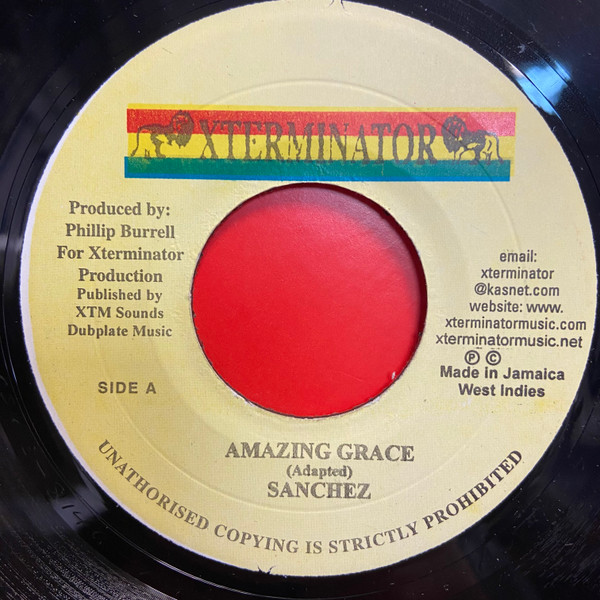 XTERMINATOR
Produced by:
Phillip Burrell
For Xterminator
Production
Published by
XTM Sounds
Dubplate Music
SIDE A
email:
xterminator
@kasnet.com
website: www.
xterminatormusic.com
xterminatormusic.net
Ⓟ ©
Made in Jamaica
West Indies
AMAZING GRACE
(Adapted)
SANCHEZ
UNATHORISED COPYING IS STRICTLY PROHIBITED